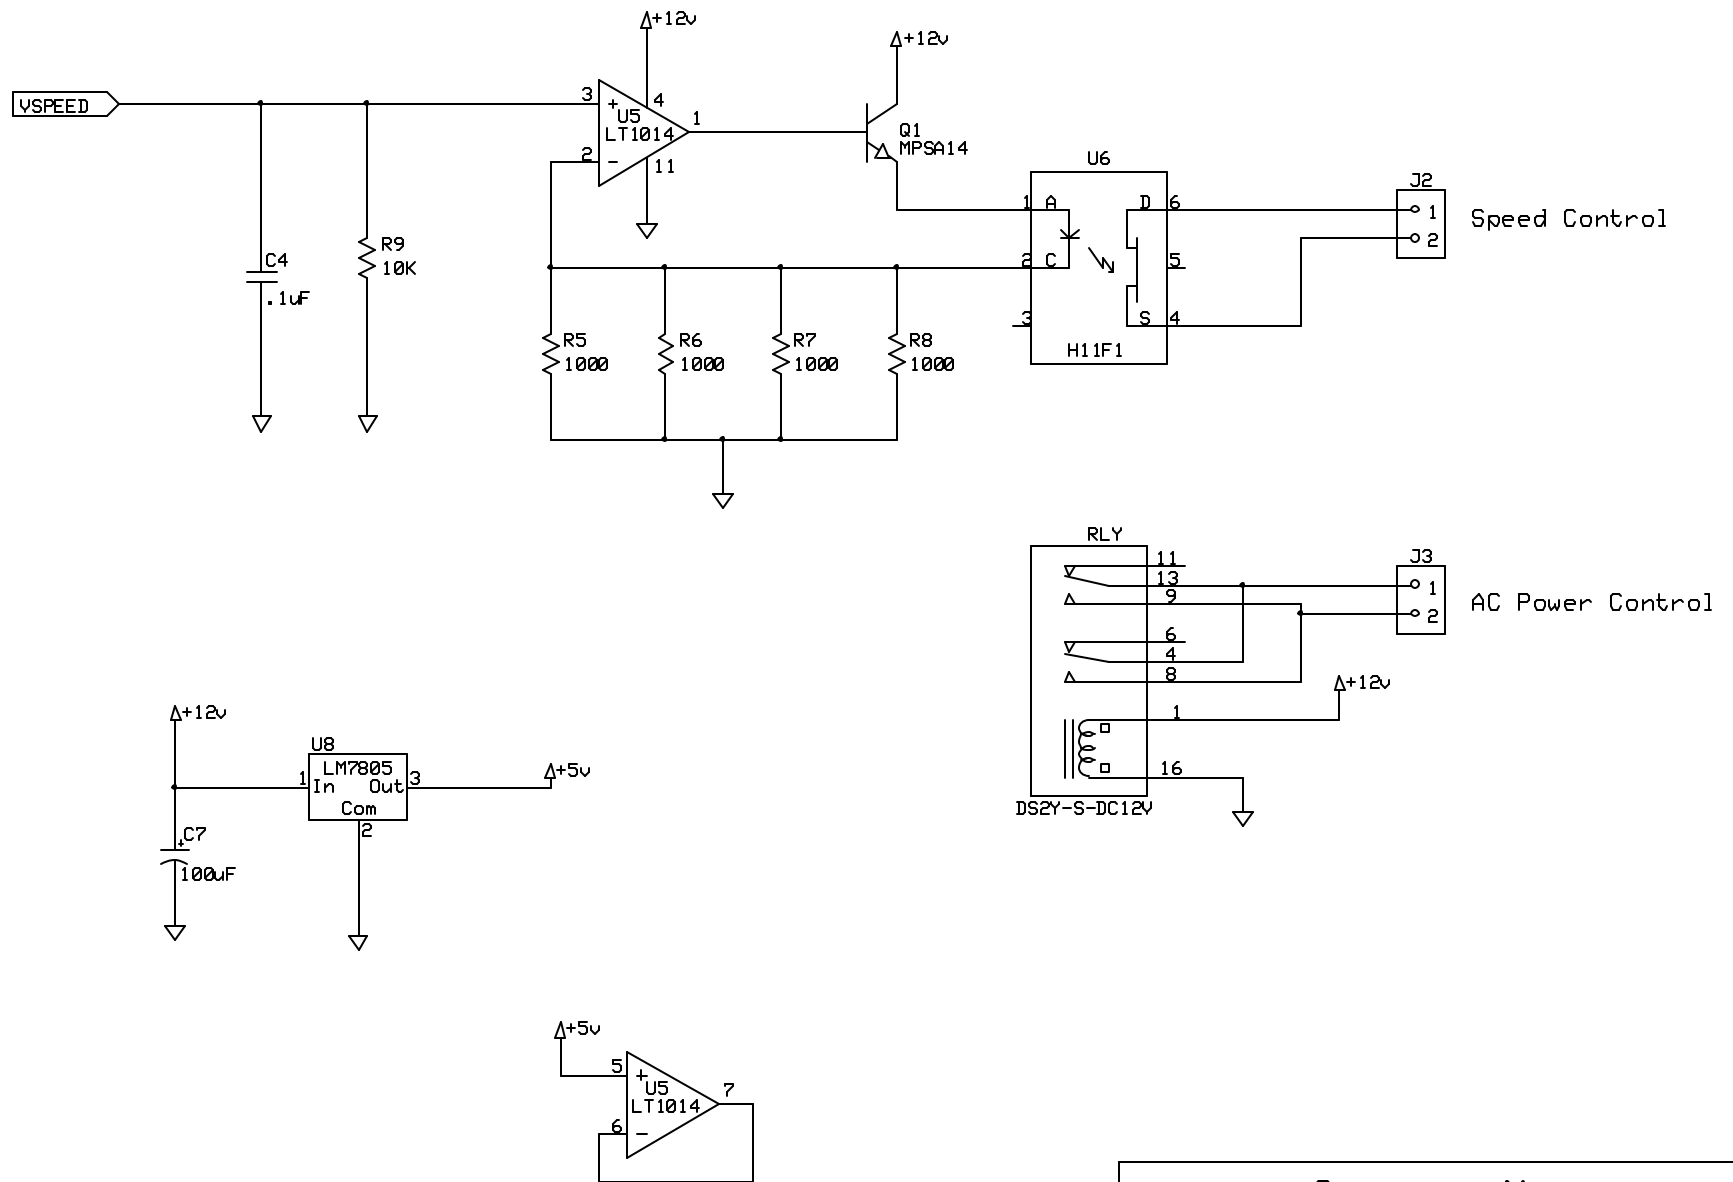 +12v
+12v
VSPEED
3
+
4
U5
LT1014
1
2
-
11
Q1
MPSA14
U6
1 A
D 6
2 C
5
3
S 4
H11F1
J2
1
2
Speed Control
C4
.1uF
R9
10K
R5
1000
R6
1000
R7
1000
R8
1000
RLY
11
13
9
6
4
8
1
16
DS2Y-S-DC12V
J3
1
2
AC Power Control
+12v
+12v
U8
LM7805
1 In Out 3
Com
2
+5v
+
C7
100uF
+5v
5
+
U5
LT1014
7
6
-